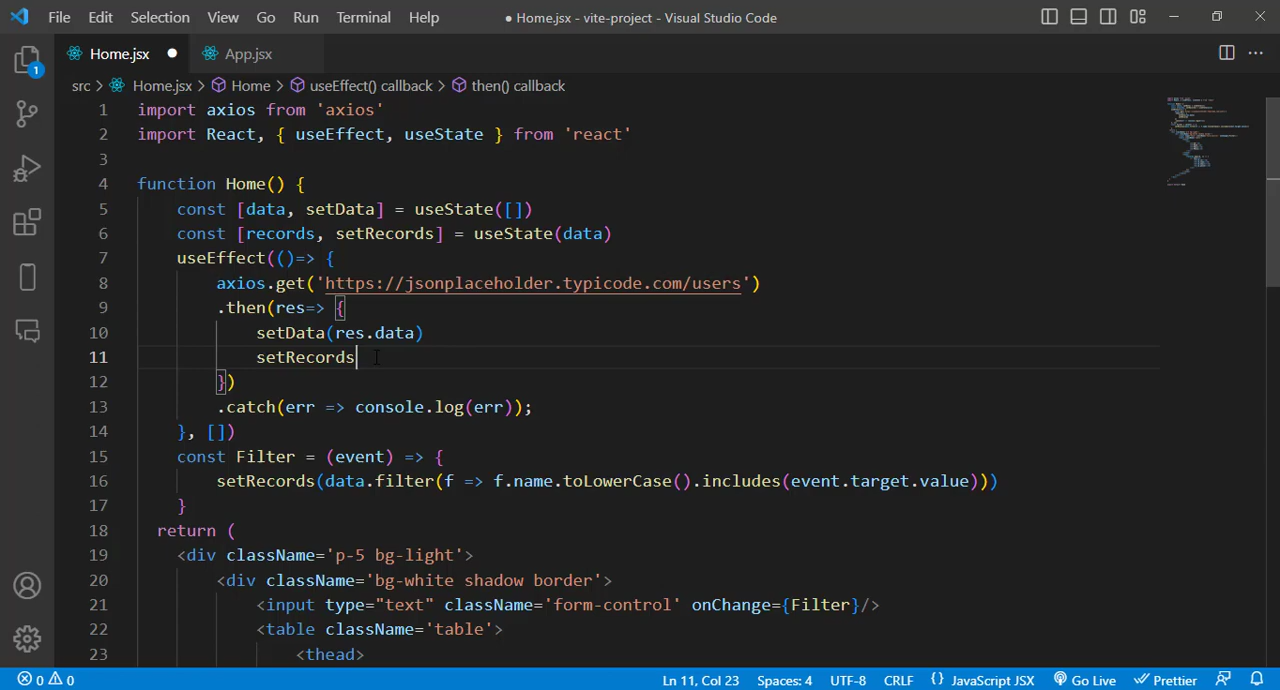 File Edit Selection View Go Run Terminal Help ● Home.jsx - vite-project - Visual Studio Code
Home.jsx ● App.jsx
src > Home.jsx > Home > useEffect() callback > then() callback
1 import axios from 'axios'
2 import React, { useEffect, useState } from 'react'
3
4 function Home() {
5 const [data, setData] = useState([])
6 const [records, setRecords] = useState(data)
7 useEffect(()=> {
8 axios.get('https://jsonplaceholder.typicode.com/users')
9 .then(res=> {
10 setData(res.data)
11 setRecords
12 })
13 .catch(err => console.log(err));
14 }, [])
15 const Filter = (event) => {
16 setRecords(data.filter(f => f.name.toLowerCase().includes(event.target.value)))
17 }
18 return (
19 <div className='p-5 bg-light'>
20 <div className='bg-white shadow border'>
21 <input type="text" className='form-control' onChange={Filter}/>
22 <table className='table'>
23 <thead>
1
0 0 Ln 11, Col 23 Spaces: 4 UTF-8 CRLF {} JavaScript JSX Go Live Prettier